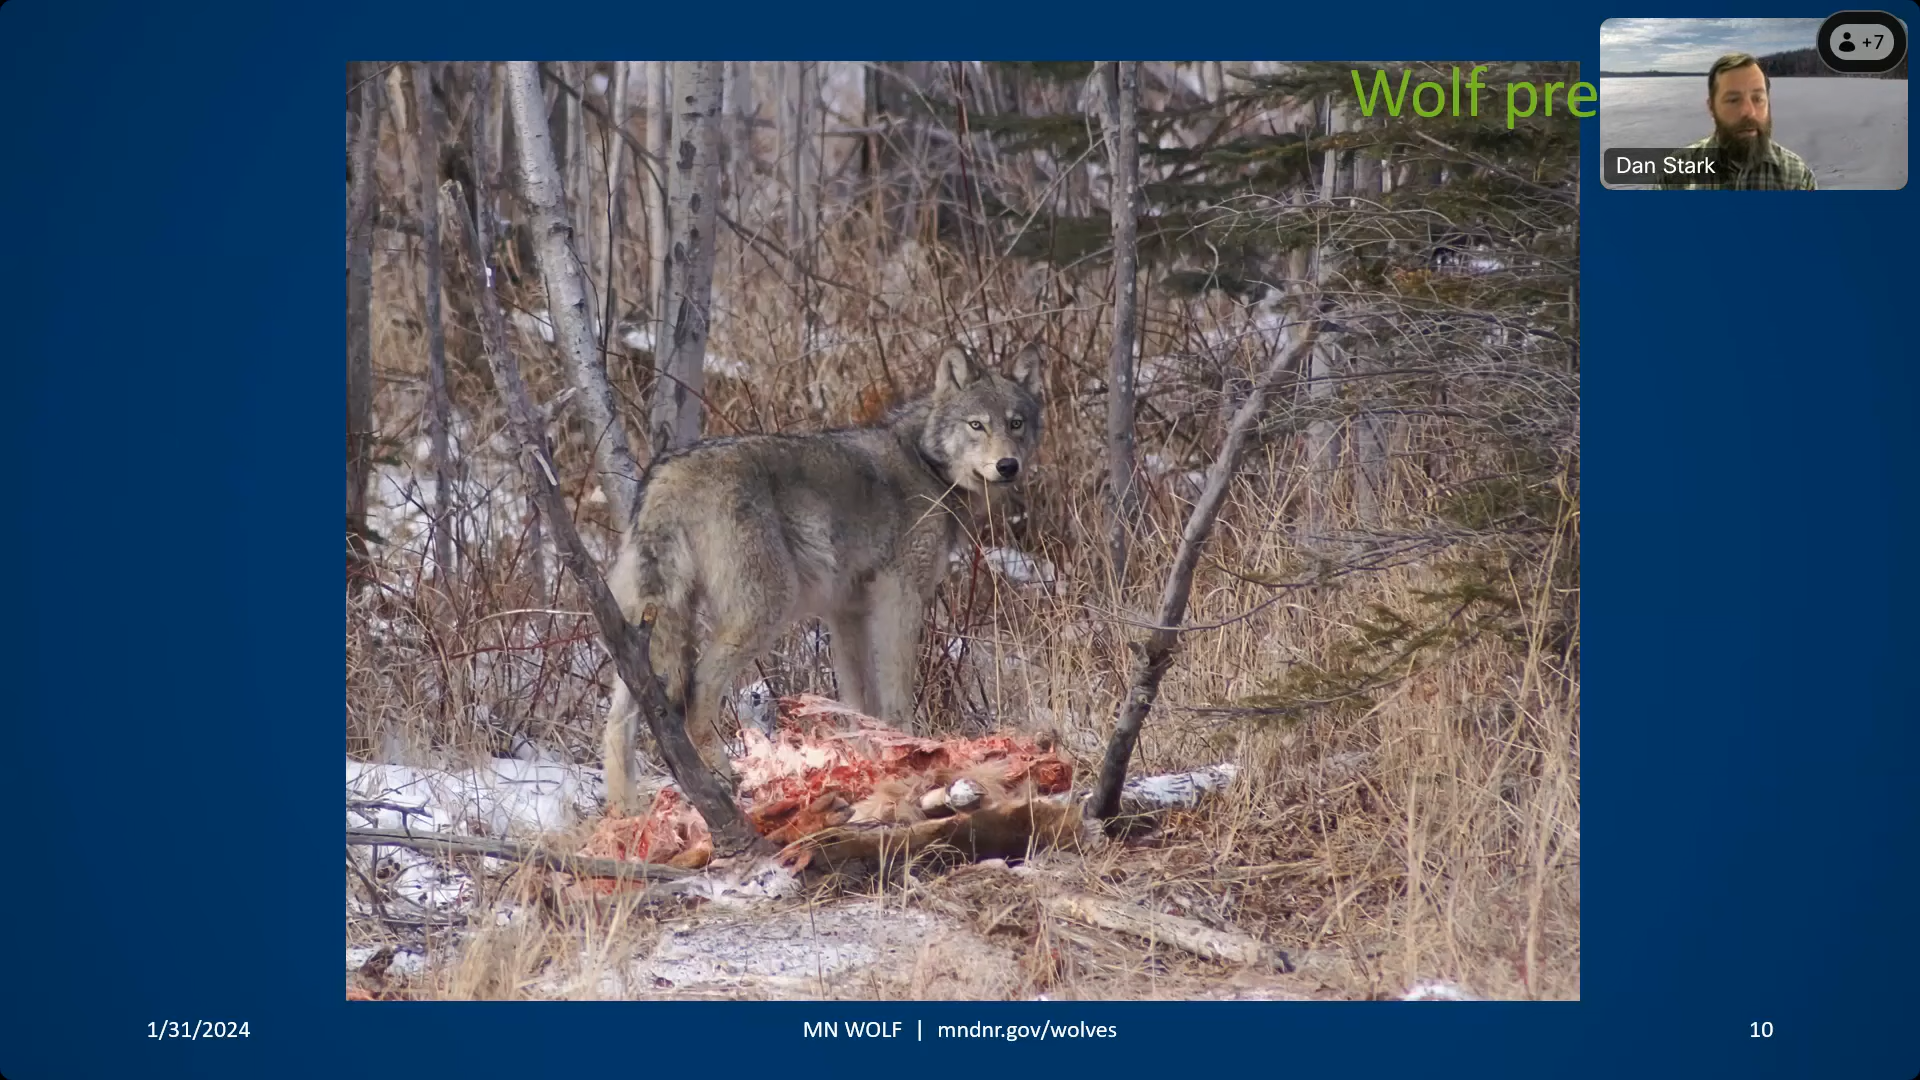 Wolf pre
+7
Dan Stark
1/31/2024
MN WOLF | mndnr.gov/wolves
10